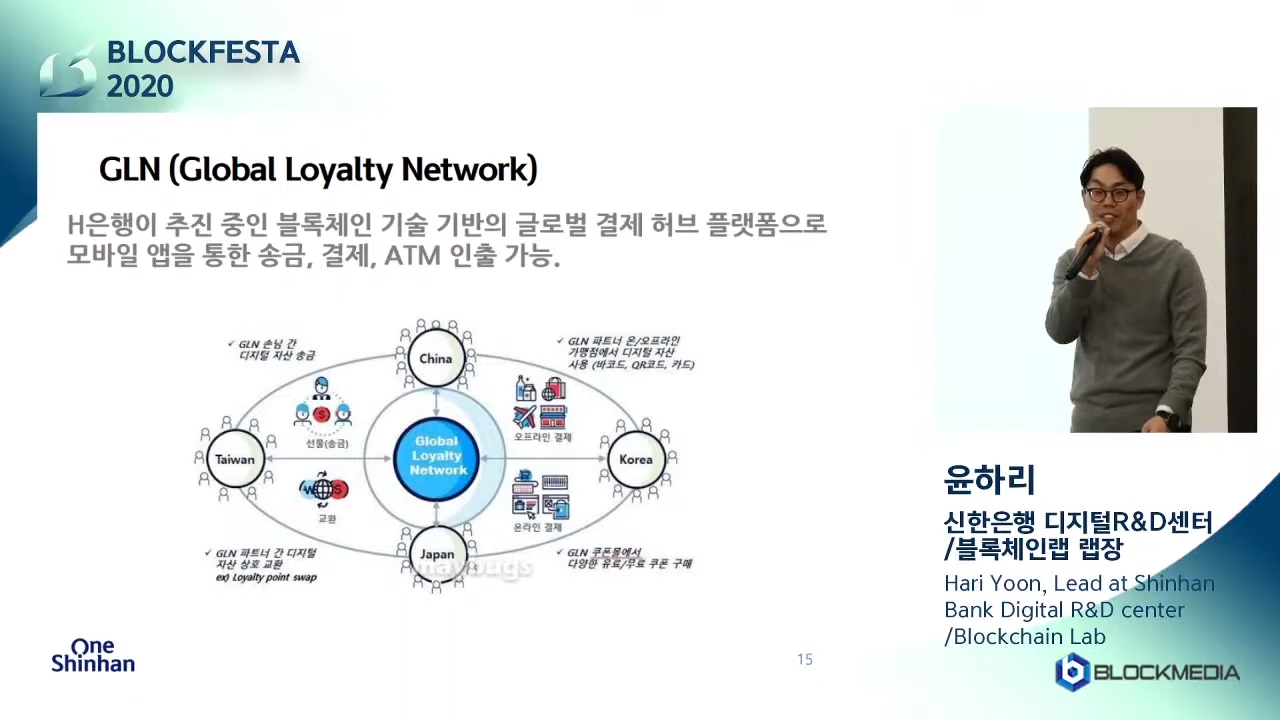 BLOCKFESTA
2020
GLN (Global Loyalty Network)
H은행이 추진 중인 블록체인 기술 기반의 글로벌 결제 허브 플랫폼으로
모바일 앱을 통한 송금, 결제, ATM 인출 가능.
✓ GLN 손님 간
디지털 자산 송금
✓ GLN 파트너 온/오프라인
가맹점에서 디지털 자산
사용 (바코드, QR코드, 카드)
China
선물(송금)
오프라인 결제
Taiwan
Global
Loyalty
Network
Korea
교환
온라인 결제
Japan
✓ GLN 파트너 간 디지털
자산 상호 교환
ex) Loyalty point swap
✓ GLN 쿠폰몰에서
다양한 유료/무료 쿠폰 구매
One
Shinhan
15
윤하리
신한은행 디지털R&D센터
/블록체인랩 랩장
Hari Yoon, Lead at Shinhan
Bank Digital R&D center
/Blockchain Lab
BLOCKMEDIA